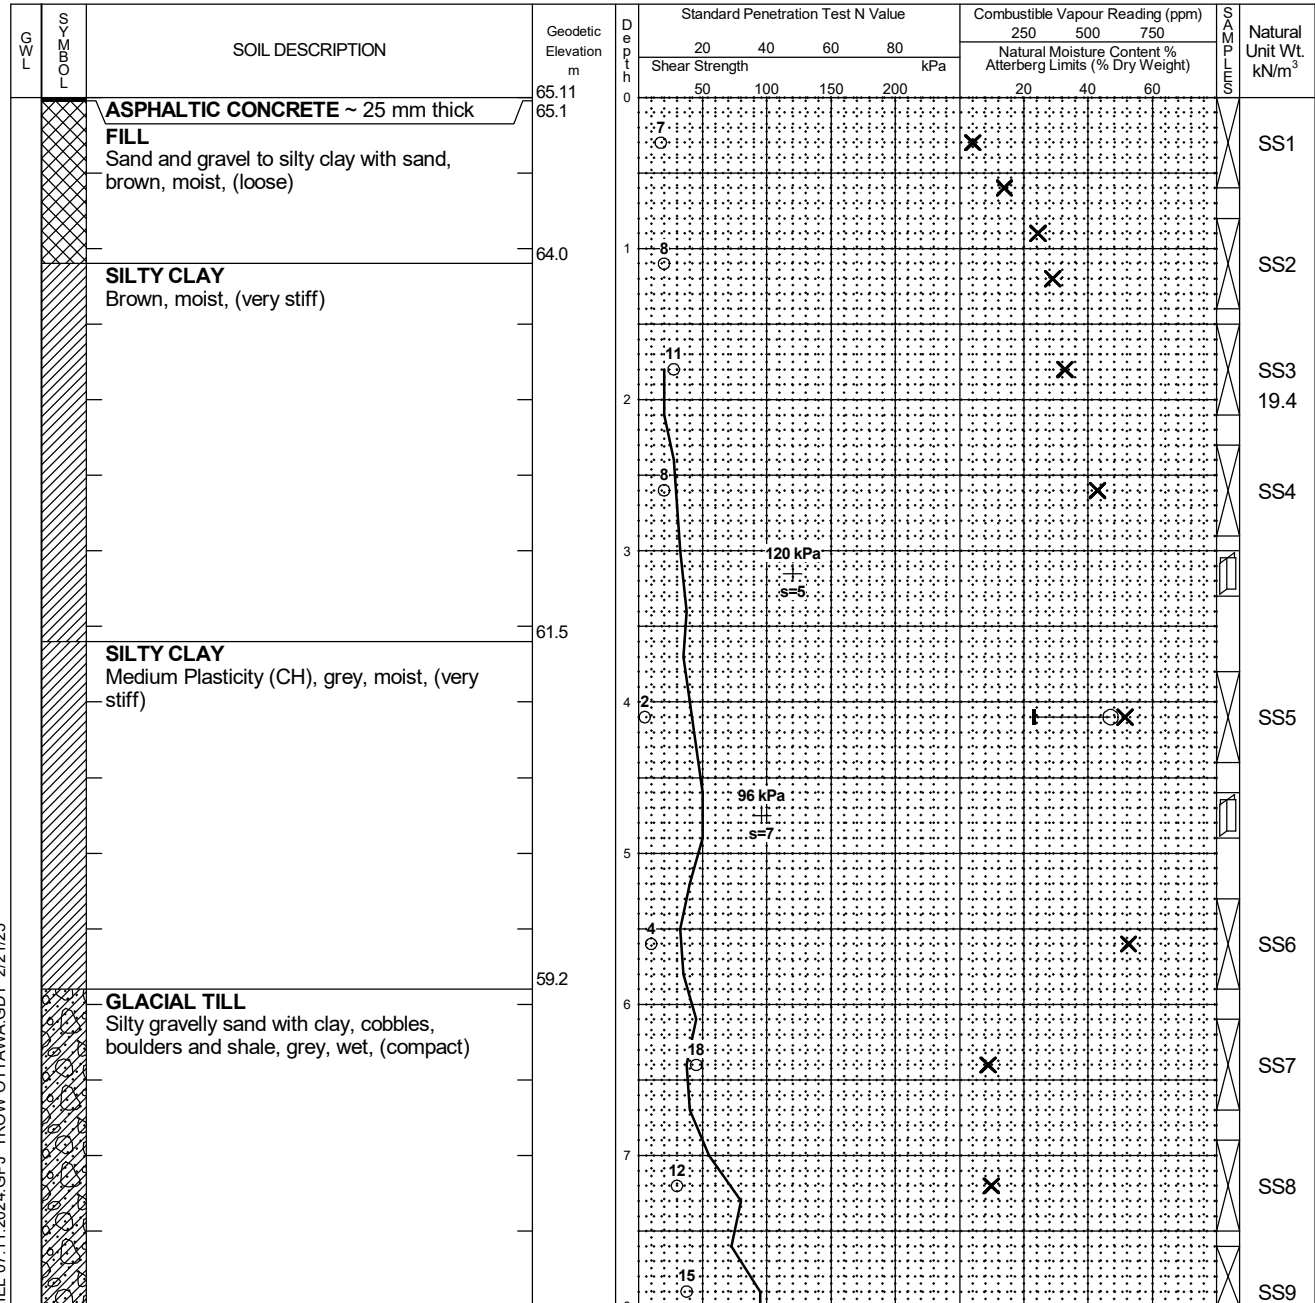 GWL
SYMBOL
SOIL DESCRIPTION
Geodetic
Elevation
m
65.11
Depth
Standard Penetration Test N Value
20 40 60 80
Shear Strength kPa
50 100 150 200
Combustible Vapour Reading (ppm)
250 500 750
Natural Moisture Content %
Atterberg Limits (% Dry Weight)
20 40 60
SAMPLES
Natural
Unit Wt.
kN/m³
0
ASPHALTIC CONCRETE ~ 25 mm thick
65.1
FILL
Sand and gravel to silty clay with sand,
brown, moist, (loose)
7
SS1
64.0
1
8
SS2
SILTY CLAY
Brown, moist, (very stiff)
11
SS3
2
19.4
8
SS4
3
120 kPa
s=5
61.5
SILTY CLAY
Medium Plasticity (CH), grey, moist, (very
stiff)
4
2
SS5
96 kPa
s=7
5
4
SS6
59.2
GLACIAL TILL
Silty gravelly sand with clay, cobbles,
boulders and shale, grey, wet, (compact)
6
18
SS7
7
12
SS8
15
SS9